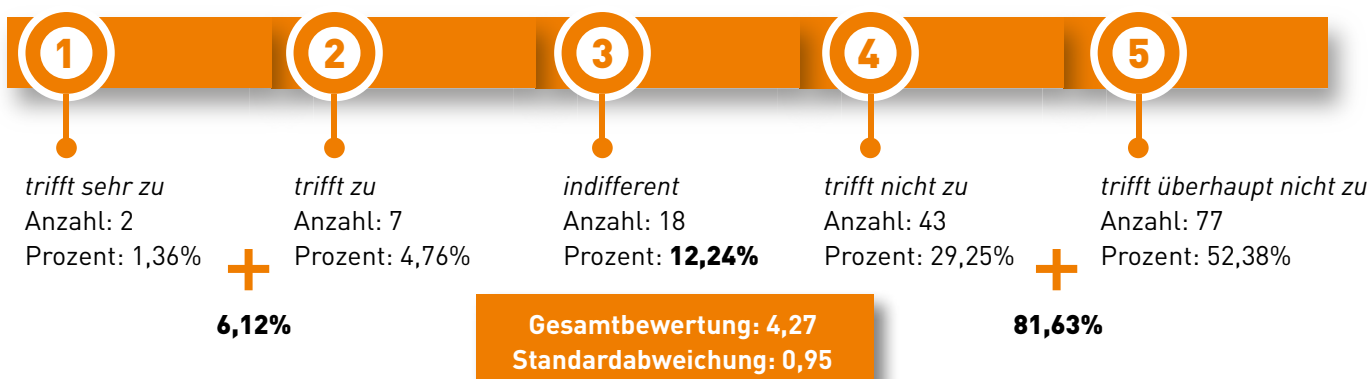 1
2
3
4
5
trifft sehr zu
Anzahl: 2
Prozent: 1,36%
trifft zu
Anzahl: 7
Prozent: 4,76%
indifferent
Anzahl: 18
Prozent: 12,24%
trifft nicht zu
Anzahl: 43
Prozent: 29,25%
trifft überhaupt nicht zu
Anzahl: 77
Prozent: 52,38%
+
6,12%
+
81,63%
Gesamtbewertung: 4,27
Standardabweichung: 0,95